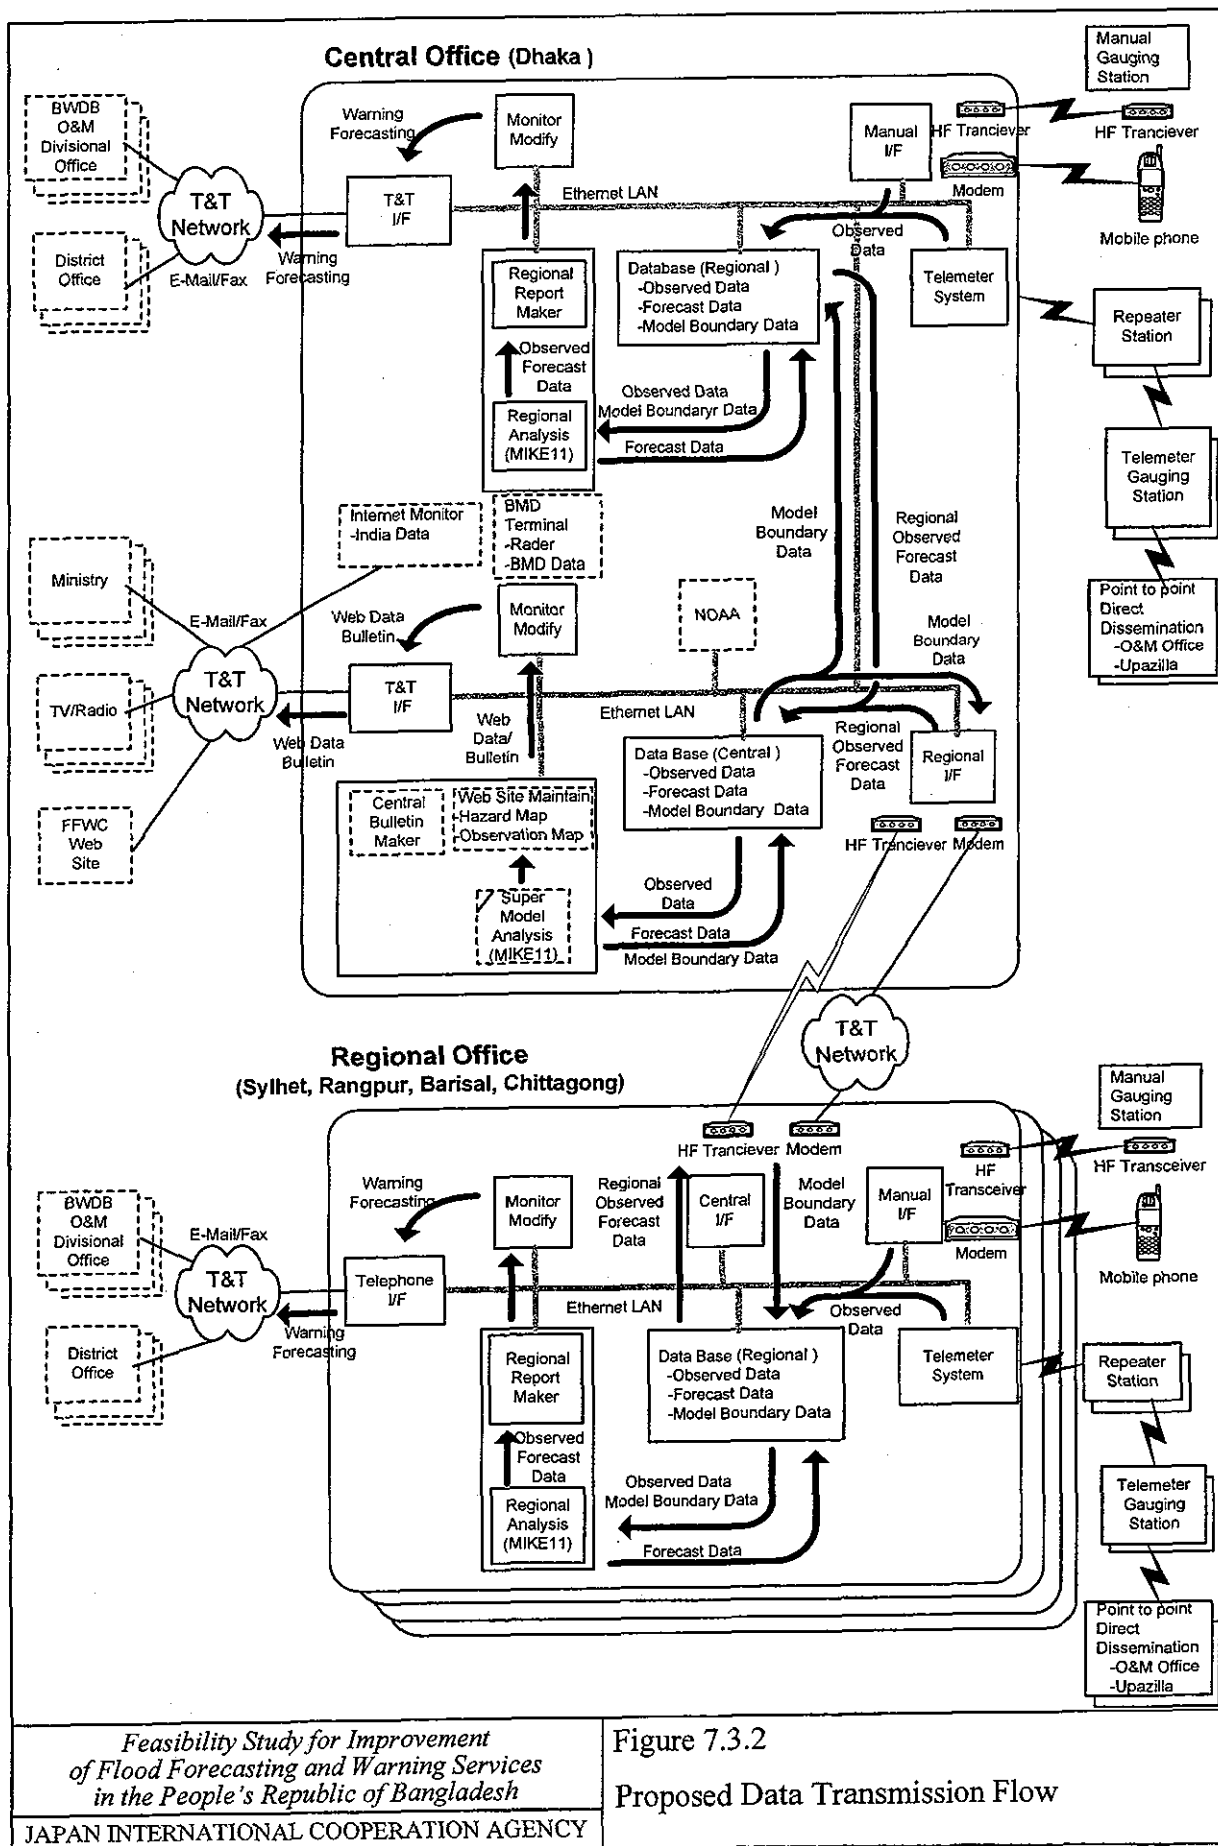 Central Office (Dhaka )
Manual
Gauging
Station
HF Tranciever
HF Tranciever
Manual
I/F
Modem
Mobile phone
BWDB
O&M
Divisional
Office
District
Office
T&T
Network
E-Mail/Fax
Warning
Forecasting
T&T
I/F
Warning
Forecasting
Monitor
Modify
Ethernet LAN
Observed
Data
Regional
Report
Maker
Observed
Forecast
Data
Regional
Analysis
(MIKE11)
Database (Regional )
-Observed Data
-Forecast Data
-Model Boundary Data
Telemeter
System
Repeater
Station
Telemeter
Gauging
Station
Point to point
Direct
Dissemination
-O&M Office
-Upazilla
Observed Data
Model Boundaryr Data
Forecast Data
Internet Monitor
-India Data
BMD
Terminal
-Rader
-BMD Data
Model
Boundary
Data
Regional
Observed
Forecast
Data
Ministry
TV/Radio
FFWC
Web
Site
E-Mail/Fax
T&T
Network
Web Data
Bulletin
Web Data
Bulletin
T&T
I/F
Monitor
Modify
NOAA
Model
Boundary
Data
Ethernet LAN
Web
Data/
Bulletin
Data Base (Central )
-Observed Data
-Forecast Data
-Model Boundary Data
Regional
Observed
Forecast
Data
Regional
I/F
HF Tranciever
Modem
Central
Bulletin
Maker
Web Site Maintain
-Hazard Map
-Observation Map
Super
Model
Analysis
(MIKE11)
Observed
Data
Forecast Data
Model Boundary Data
T&T
Network
Regional Office
(Sylhet, Rangpur, Barisal, Chittagong)
HF Tranciever
Modem
Manual
Gauging
Station
HF
Transceiver
HF Transceiver
Modem
Mobile phone
BWDB
O&M
Divisional
Office
District
Office
E-Mail/Fax
T&T
Network
Warning
Forecasting
Telephone
I/F
Warning
Forecasting
Monitor
Modify
Regional
Observed
Forecast
Data
Central
I/F
Model
Boundary
Data
Manual
I/F
Ethernet LAN
Observed
Data
Regional
Report
Maker
Observed
Forecast
Data
Regional
Analysis
(MIKE11)
Data Base (Regional )
-Observed Data
-Forecast Data
-Model Boundary Data
Telemeter
System
Repeater
Station
Telemeter
Gauging
Station
Point to point
Direct
Dissemination
-O&M Office
-Upazilla
Observed Data
Model Boundary Data
Forecast Data
Feasibility Study for Improvement
of Flood Forecasting and Warning Services
in the People's Republic of Bangladesh
JAPAN INTERNATIONAL COOPERATION AGENCY
Figure 7.3.2
Proposed Data Transmission Flow